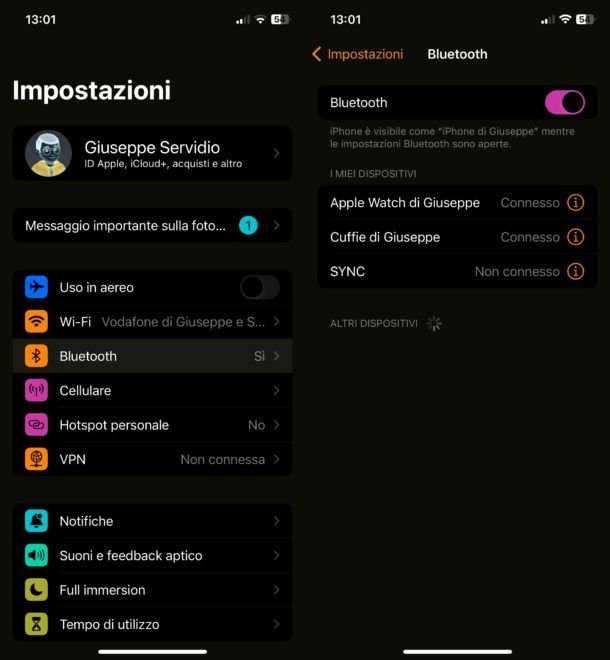 13:01
54
Impostazioni
Giuseppe Servidio
ID Apple, iCloud+, acquisti e altro
Messaggio importante sulla foto...
1
Uso in aereo
Wi-Fi Vodafone di Giuseppe e S...
Bluetooth Sì
Cellulare
Hotspot personale No
VPN Non connessa
Notifiche
Suoni e feedback aptico
Full immersion
Tempo di utilizzo
13:01
54
Impostazioni Bluetooth
Bluetooth
iPhone è visibile come “iPhone di Giuseppe” mentre
le impostazioni Bluetooth sono aperte.
I MIEI DISPOSITIVI
Apple Watch di Giuseppe Connesso
Cuffie di Giuseppe Connesso
SYNC Non connesso
ALTRI DISPOSITIVI